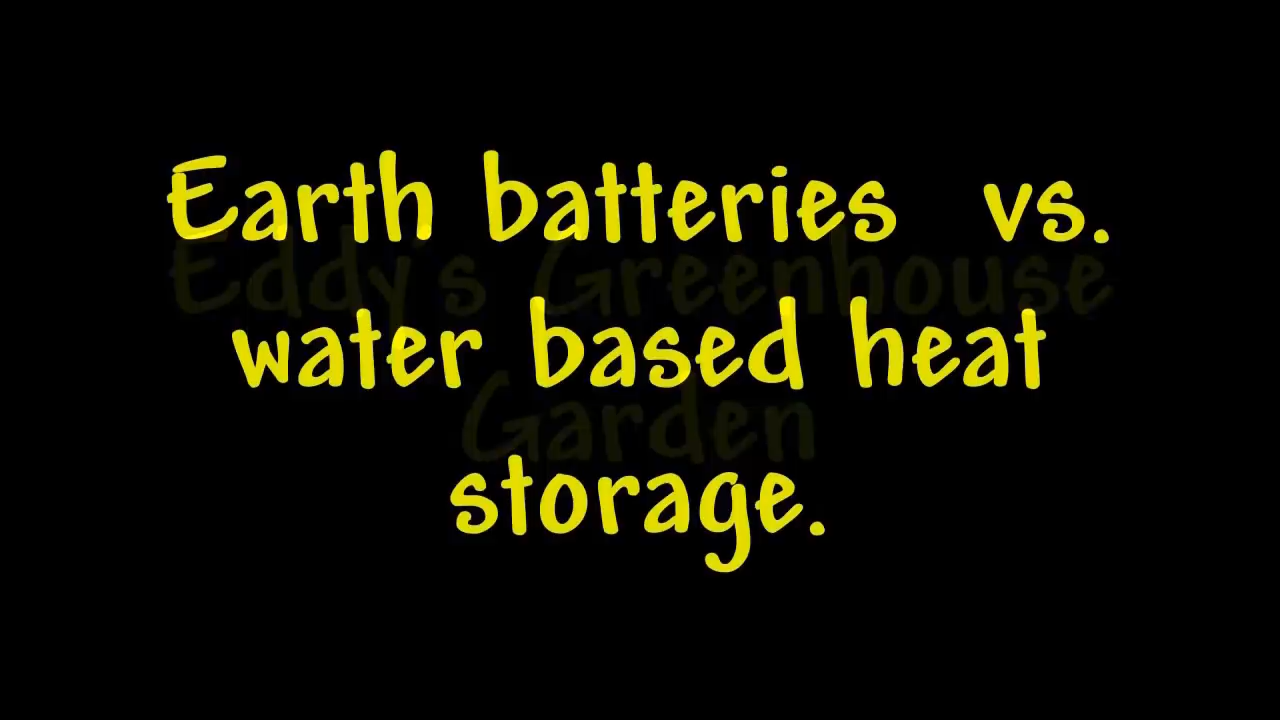 Earth batteries vs.
Eddy's Greenhouse
water based heat
Garden
storage.